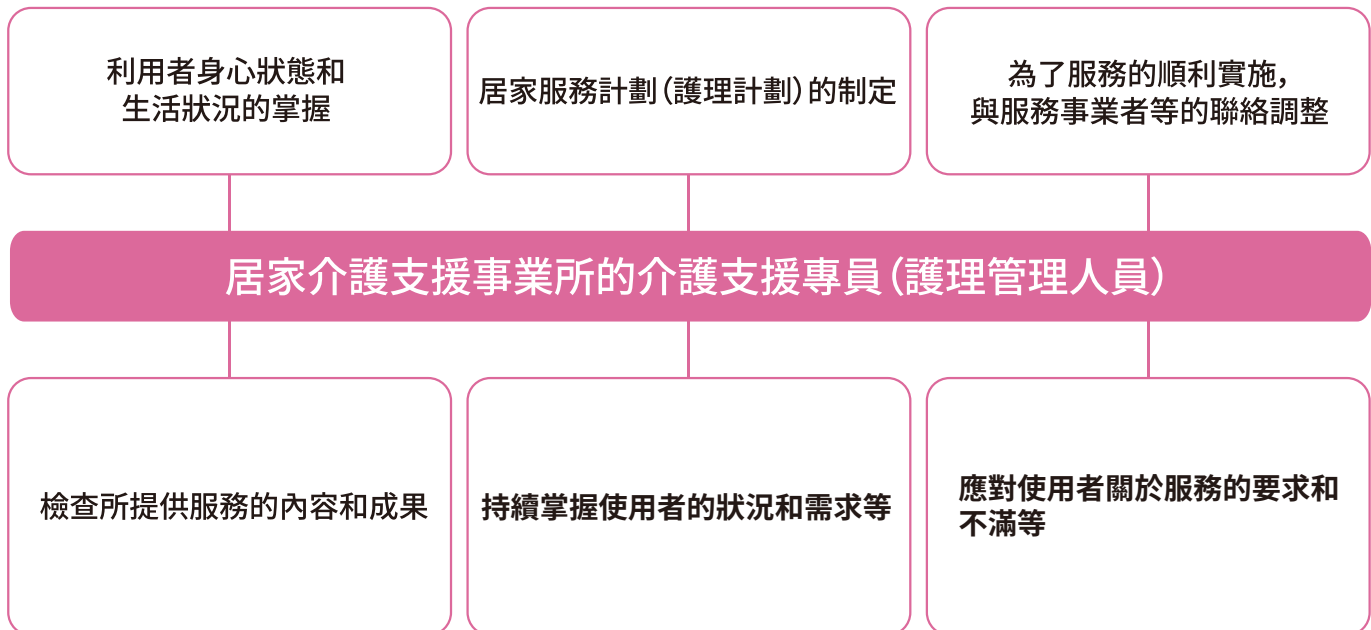 利用者身心狀態和
生活狀況的掌握
居家服務計劃(護理計劃)的制定
為了服務的順利實施,
與服務事業者等的聯絡調整
居家介護支援事業所的介護支援專員(護理管理人員)
檢查所提供服務的內容和成果
持續掌握使用者的狀況和需求等
應對使用者關於服務的要求和
不滿等